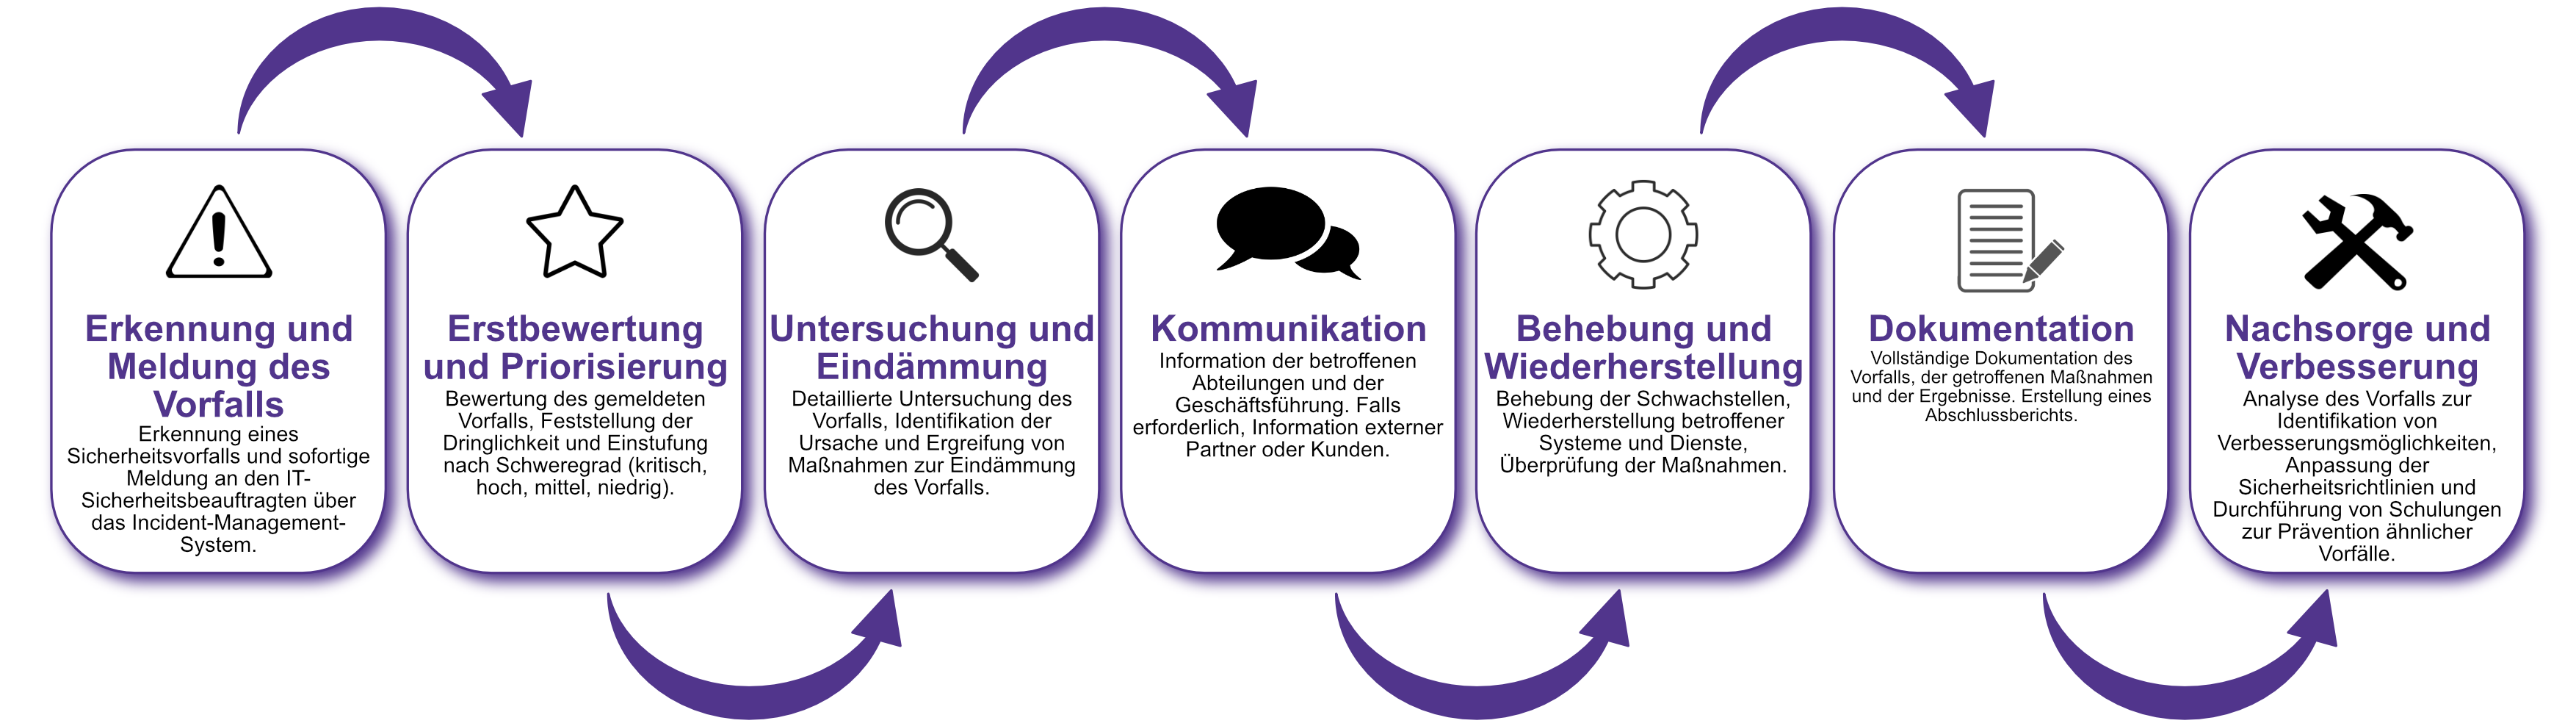 Erkennung und
Meldung des
Vorfalls
Erkennung eines
Sicherheitsvorfalls und sofortige
Meldung an den IT-
Sicherheitsbeauftragten über
das Incident-Management-
System.
Erstbewertung
und Priorisierung
Bewertung des gemeldeten
Vorfalls, Feststellung der
Dringlichkeit und Einstufung
nach Schweregrad (kritisch,
hoch, mittel, niedrig).
Untersuchung und
Eindämmung
Detaillierte Untersuchung des
Vorfalls, Identifikation der
Ursache und Ergreifung von
Maßnahmen zur Eindämmung
des Vorfalls.
Kommunikation
Information der betroffenen
Abteilungen und der
Geschäftsführung. Falls
erforderlich, Information externer
Partner oder Kunden.
Behebung und
Wiederherstellung
Behebung der Schwachstellen,
Wiederherstellung betroffener
Systeme und Dienste,
Überprüfung der Maßnahmen.
Dokumentation
Vollständige Dokumentation des
Vorfalls, der getroffenen Maßnahmen
und der Ergebnisse. Erstellung eines
Abschlussberichts.
Nachsorge und
Verbesserung
Analyse des Vorfalls zur
Identifikation von
Verbesserungsmöglichkeiten,
Anpassung der
Sicherheitsrichtlinien und
Durchführung von Schulungen
zur Prävention ähnlicher
Vorfälle.